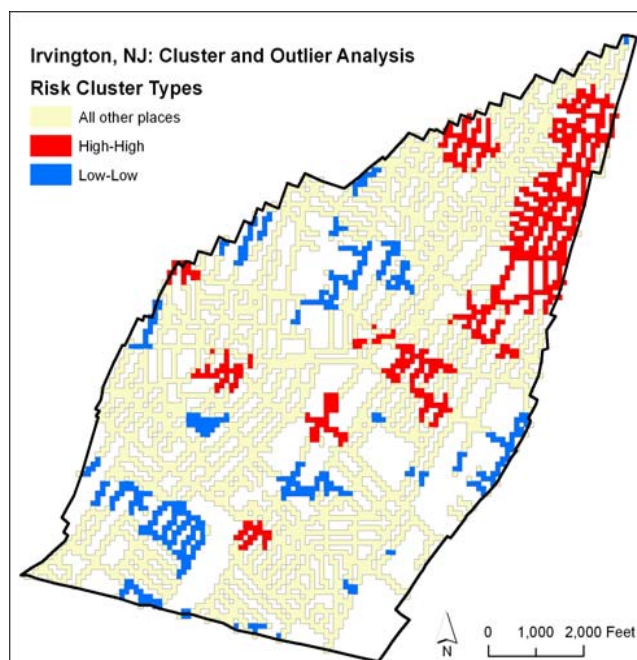 Irvington, NJ: Cluster and Outlier Analysis
Risk Cluster Types
All other places
High-High
Low-Low
N
0 1,000 2,000 Feet